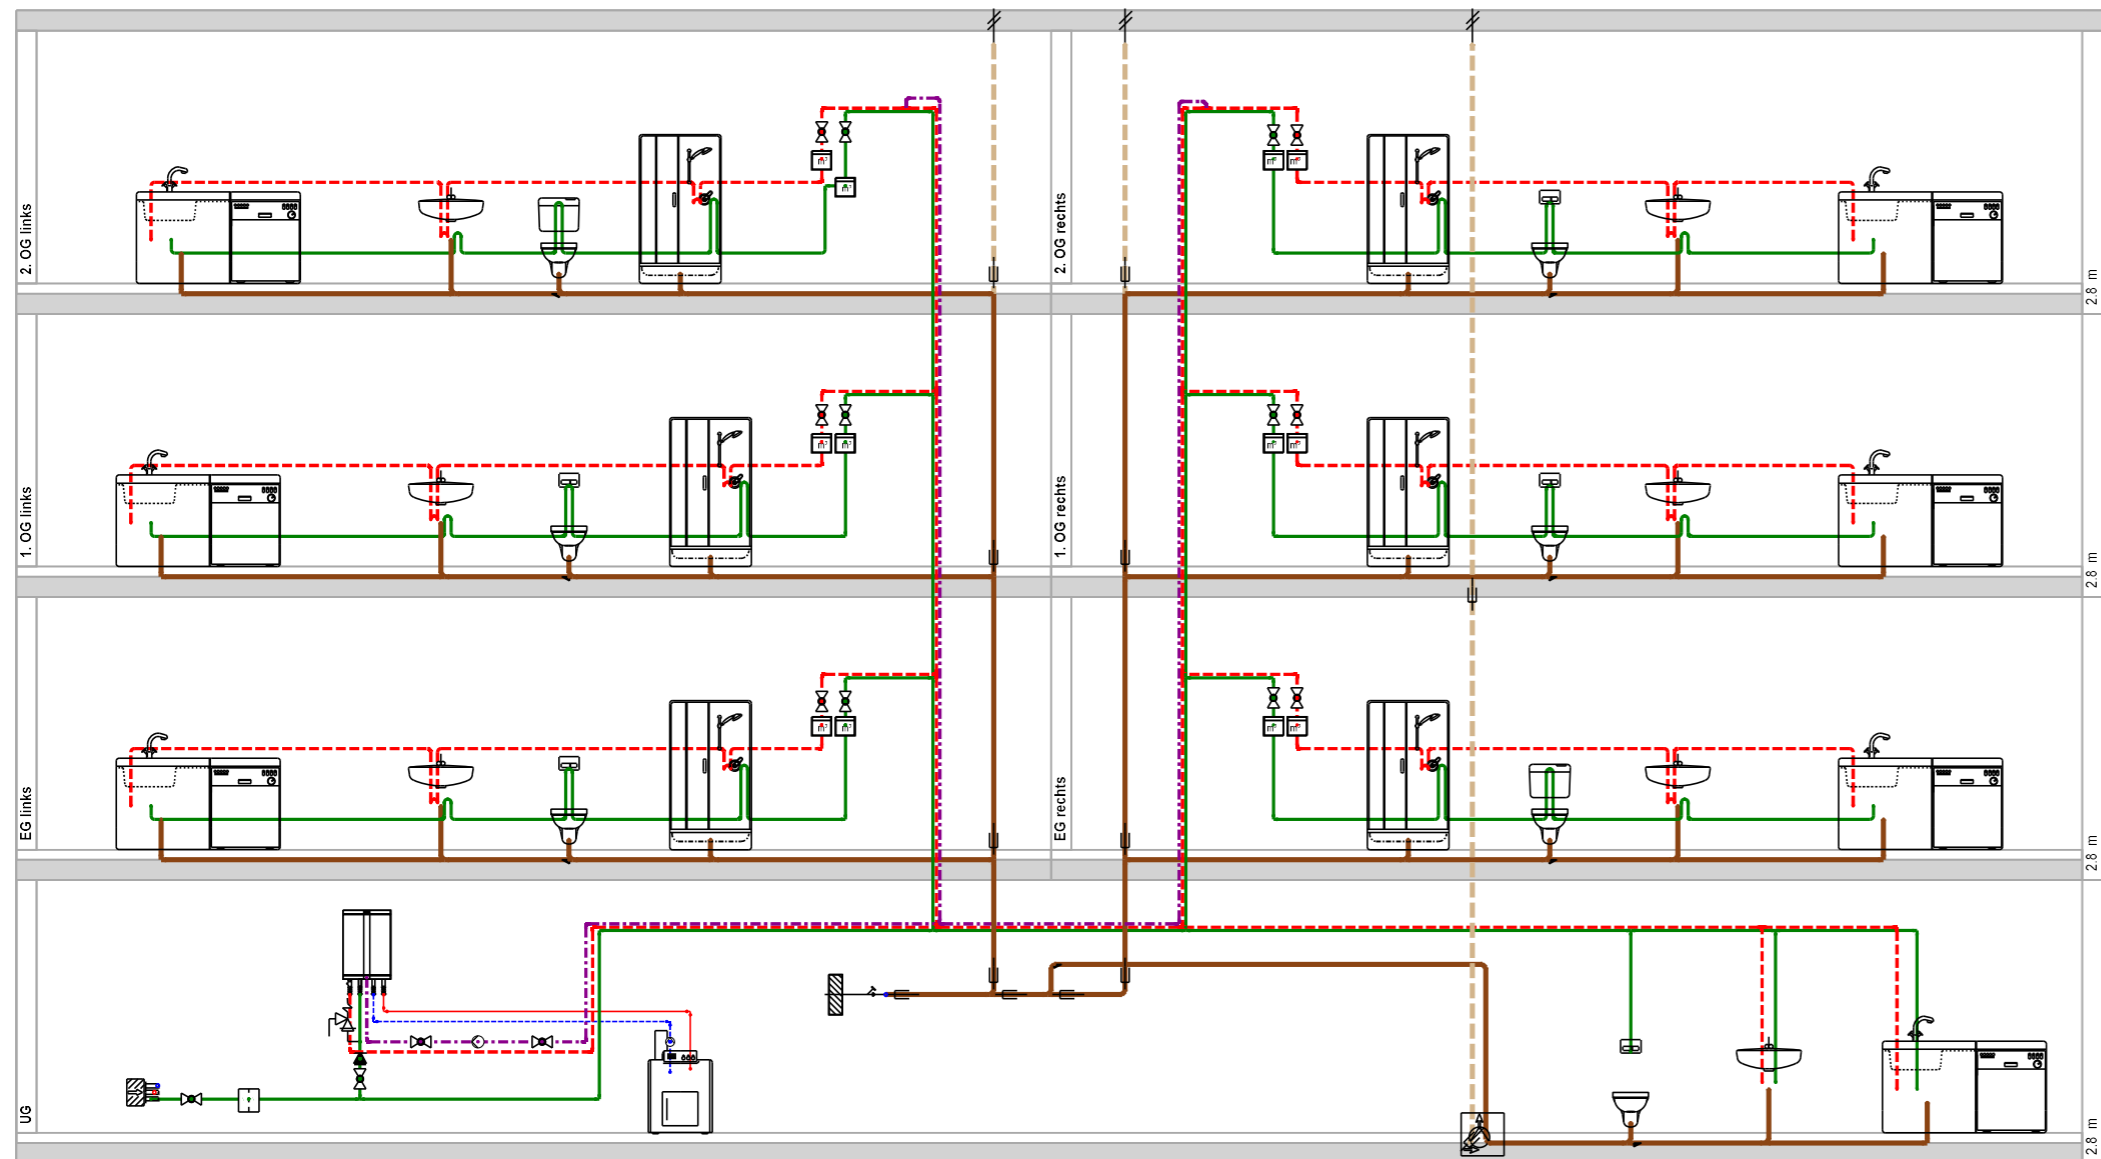 2. OG links
2. OG rechts
2.8 m
1. OG links
1. OG rechts
2.8 m
EG links
EG rechts
2.8 m
UG
2.8 m